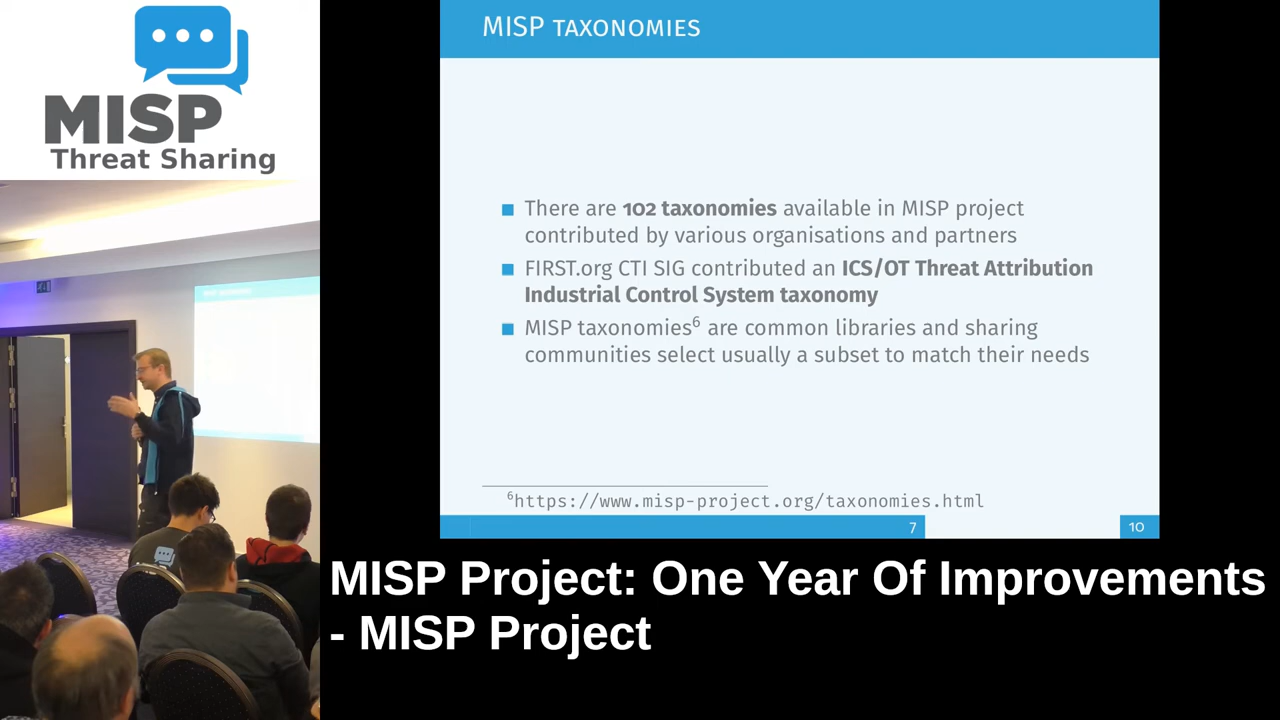 MISP
Threat Sharing
MISP TAXONOMIES
There are 102 taxonomies available in MISP project
contributed by various organisations and partners
FIRST.org CTI SIG contributed an ICS/OT Threat Attribution
Industrial Control System taxonomy
MISP taxonomies⁶ are common libraries and sharing
communities select usually a subset to match their needs
⁶https://www.misp-project.org/taxonomies.html
7
10
MISP Project: One Year Of Improvements
- MISP Project